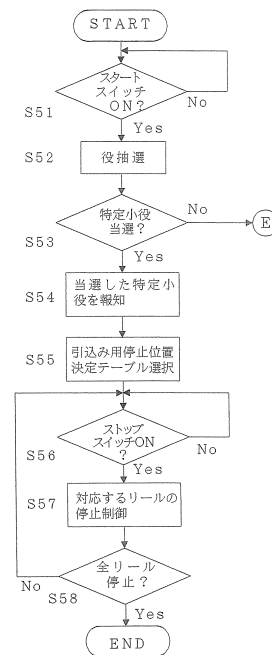 START
スタート
スイッチ
ON?
No
S51
Yes
S52
役抽選
特定小役
当選?
No
E
S53
Yes
S54
当選した特定小
役を報知
S55
引込み用停止位置
決定テーブル選択
ストップ
スイッチON
?
No
S56
Yes
S57
対応するリールの
停止制御
全リール
停止?
No
S58
Yes
END